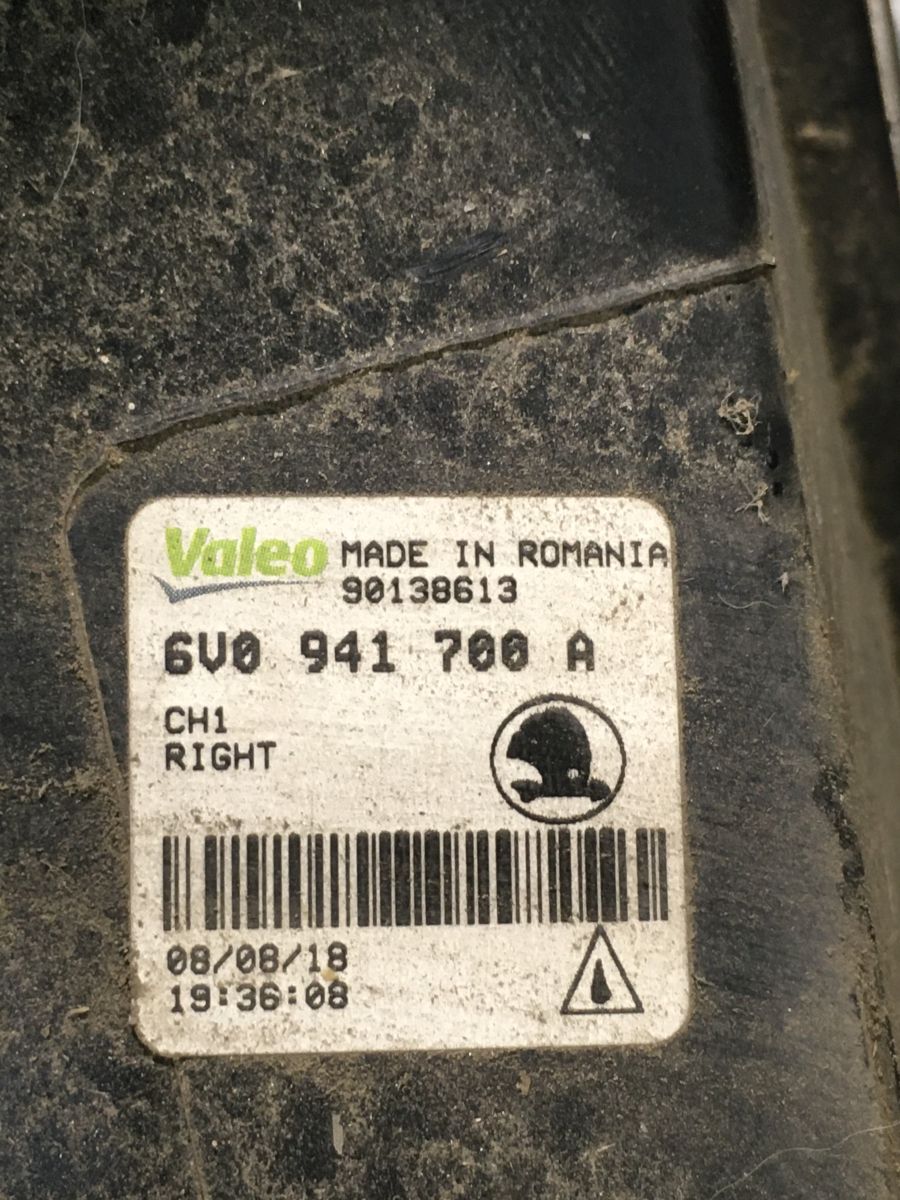 Valeo MADE IN ROMANIA
90138613
6V0 941 700 A
CH1
RIGHT
08/08/18
19:36:08